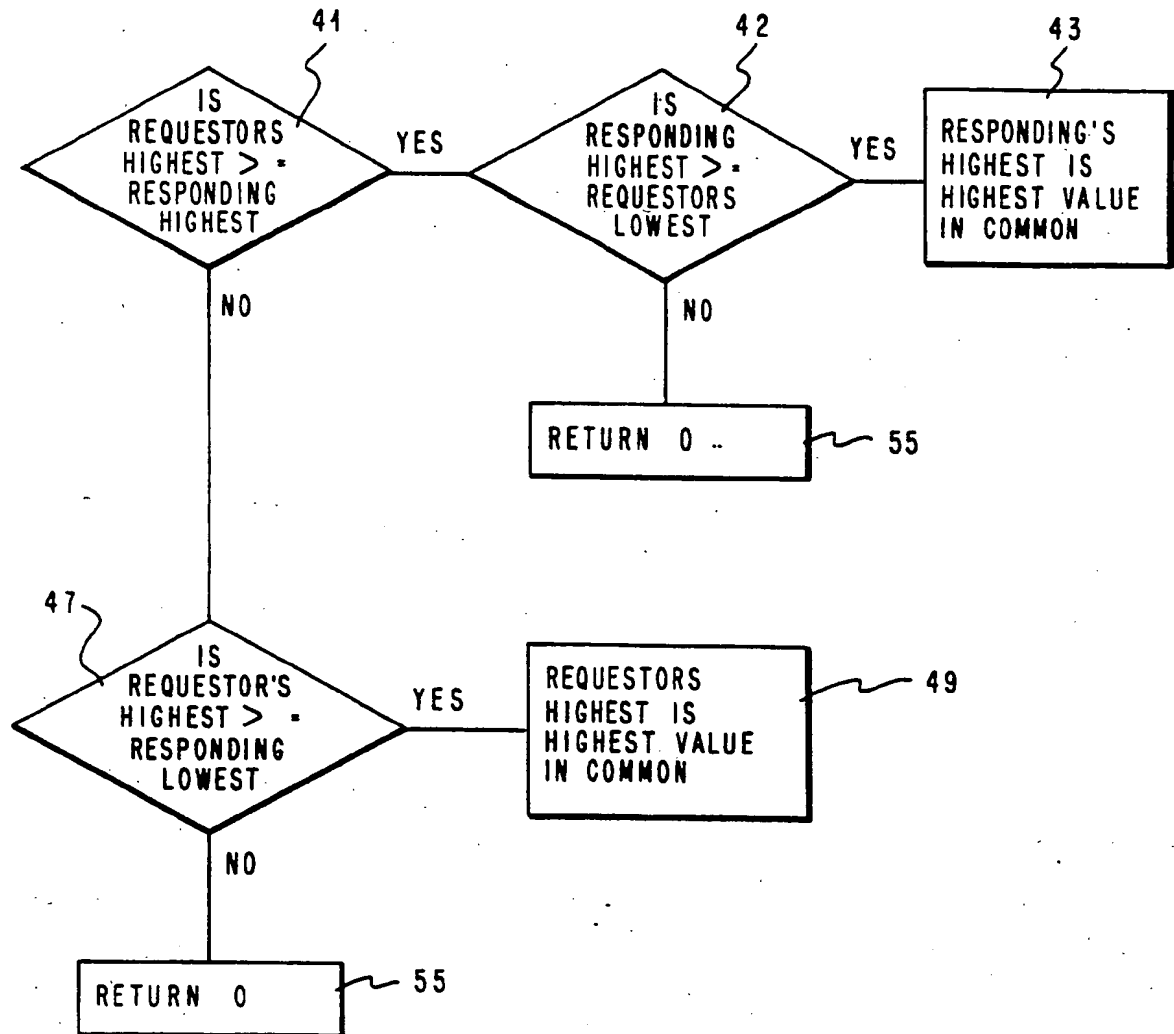 41
42
43
IS
REQUESTORS
HIGHEST > =
RESPONDING
HIGHEST
YES
IS
RESPONDING
HIGHEST > =
REQUESTORS
LOWEST
YES
RESPONDING'S
HIGHEST IS
HIGHEST VALUE
IN COMMON
NO
NO
RETURN 0 ..
55
47
IS
REQUESTOR'S
HIGHEST > =
RESPONDING
LOWEST
YES
REQUESTORS
HIGHEST IS
HIGHEST VALUE
IN COMMON
49
NO
RETURN 0
55